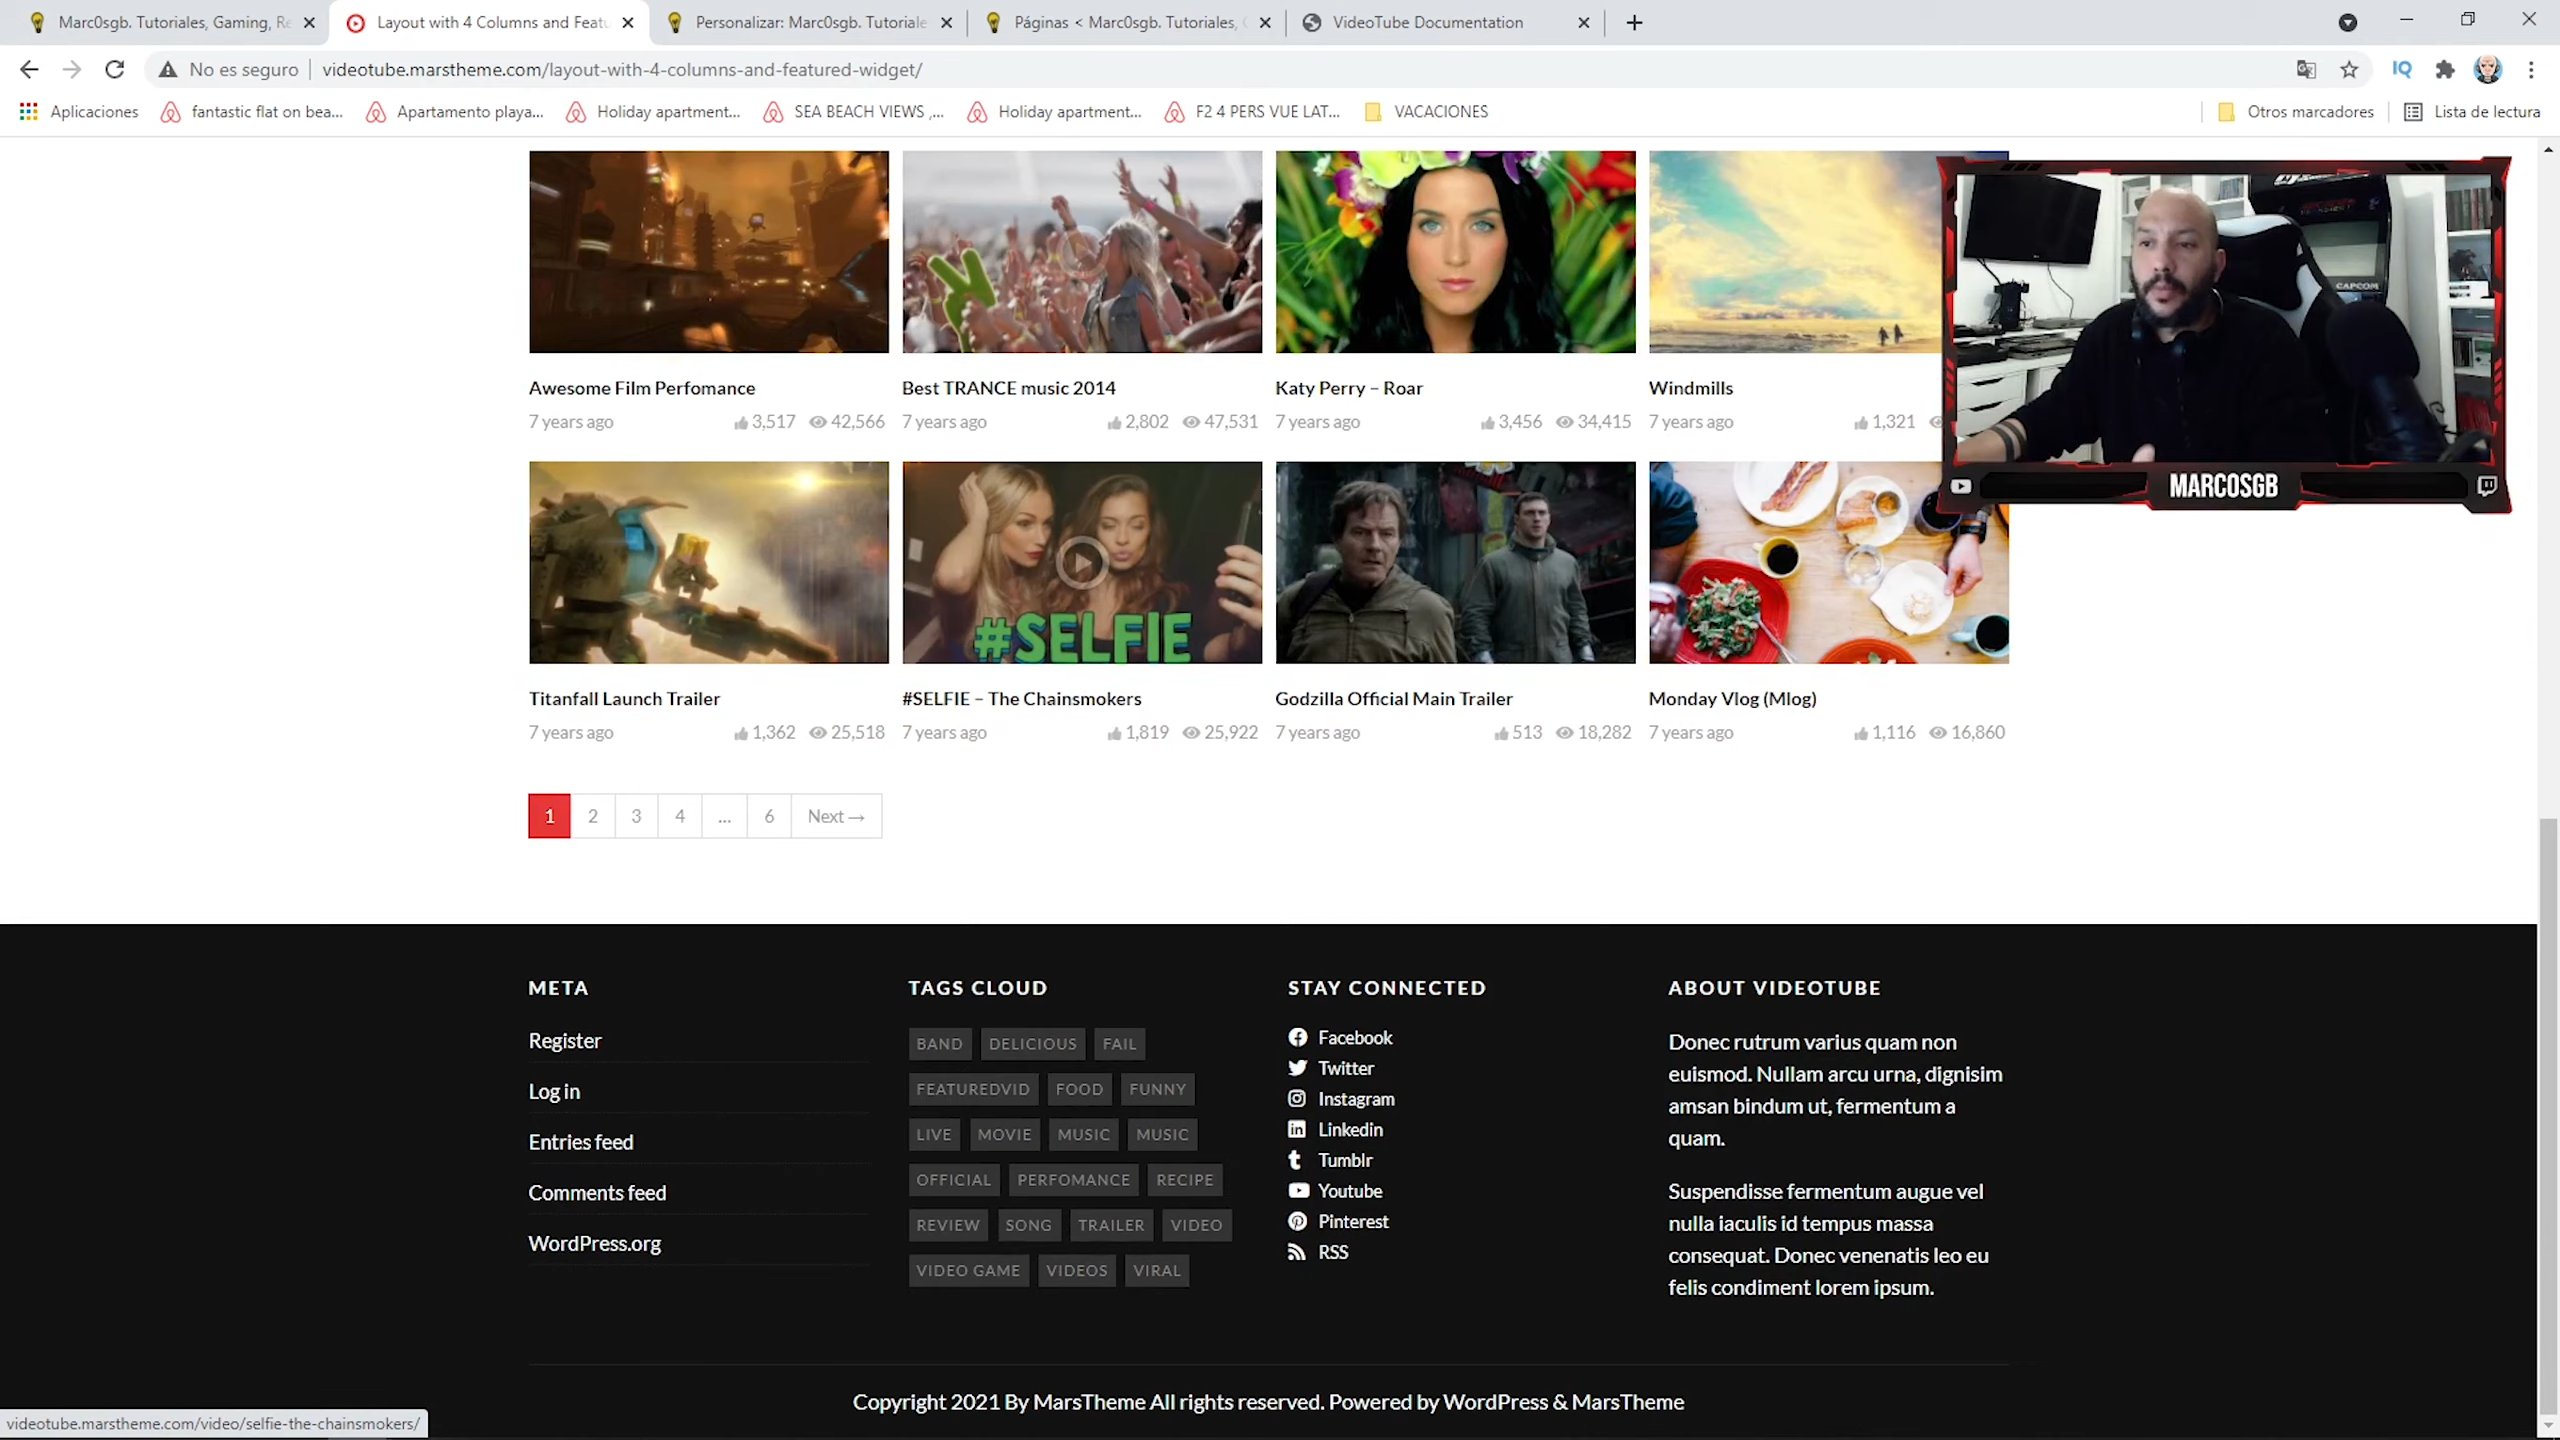 Marc0sgb. Tutoriales, Gaming, Re
Layout with 4 Columns and Featu
Personalizar: Marc0sgb. Tutoriale
Páginas < Marc0sgb. Tutoriales, G
VideoTube Documentation
No es seguro
videotube.marstheme.com/layout-with-4-columns-and-featured-widget/
IQ
Aplicaciones
fantastic flat on bea...
Apartamento playa...
Holiday apartment...
SEA BEACH VIEWS ,...
Holiday apartment...
F2 4 PERS VUE LAT...
VACACIONES
Otros marcadores
Lista de lectura
CAPCOM
MARCOSGB
Awesome Film Perfomance
7 years ago 3,517 42,566
Best TRANCE music 2014
7 years ago 2,802 47,531
Katy Perry – Roar
7 years ago 3,456 34,415
Windmills
7 years ago 1,321
#SELFIE
Titanfall Launch Trailer
7 years ago 1,362 25,518
#SELFIE – The Chainsmokers
7 years ago 1,819 25,922
Godzilla Official Main Trailer
7 years ago 513 18,282
Monday Vlog (Mlog)
7 years ago 1,116 16,860
1 2 3 4 ... 6 Next →
META
Register
Log in
Entries feed
Comments feed
WordPress.org
TAGS CLOUD
BAND DELICIOUS FAIL
FEATUREDVID FOOD FUNNY
LIVE MOVIE MUSIC MUSIC
OFFICIAL PERFOMANCE RECIPE
REVIEW SONG TRAILER VIDEO
VIDEO GAME VIDEOS VIRAL
STAY CONNECTED
Facebook
Twitter
Instagram
Linkedin
Tumblr
Youtube
Pinterest
RSS
ABOUT VIDEOTUBE
Donec rutrum varius quam non
euismod. Nullam arcu urna, dignisim
amsan bindum ut, fermentum a
quam.
Suspendisse fermentum augue vel
nulla iaculis id tempus massa
consequat. Donec venenatis leo eu
felis condiment lorem ipsum.
Copyright 2021 By MarsTheme All rights reserved. Powered by WordPress & MarsTheme
videotube.marstheme.com/video/selfie-the-chainsmokers/